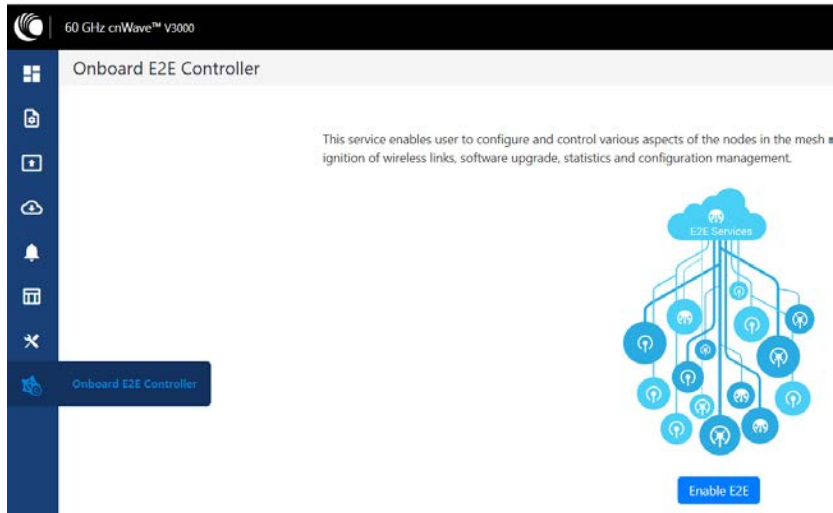 60 GHz cnWave™ V3000
Onboard E2E Controller
This service enables user to configure and control various aspects of the nodes in the mesh
ignition of wireless links, software upgrade, statistics and configuration management.
E2E Services
Onboard E2E Controller
Enable E2E